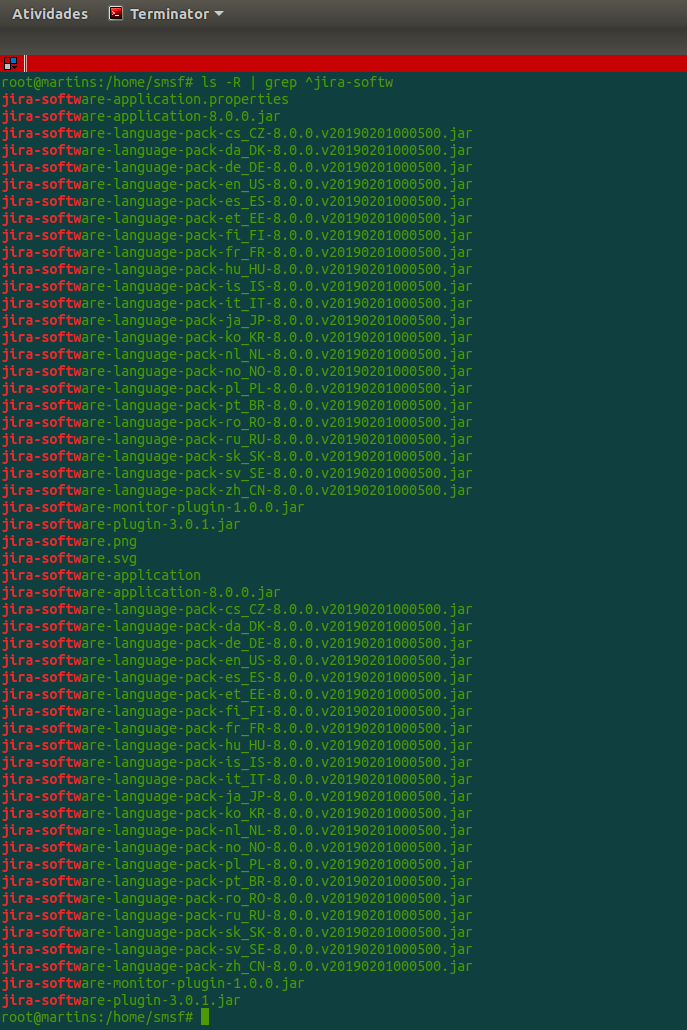 Atividades Terminator
root@martins:/home/smsf# ls -R | grep ^jira-softw
jira-software-application.properties
jira-software-application-8.0.0.jar
jira-software-language-pack-cs_CZ-8.0.0.v20190201000500.jar
jira-software-language-pack-da_DK-8.0.0.v20190201000500.jar
jira-software-language-pack-de_DE-8.0.0.v20190201000500.jar
jira-software-language-pack-en_US-8.0.0.v20190201000500.jar
jira-software-language-pack-es_ES-8.0.0.v20190201000500.jar
jira-software-language-pack-et_EE-8.0.0.v20190201000500.jar
jira-software-language-pack-fi_FI-8.0.0.v20190201000500.jar
jira-software-language-pack-fr_FR-8.0.0.v20190201000500.jar
jira-software-language-pack-hu_HU-8.0.0.v20190201000500.jar
jira-software-language-pack-is_IS-8.0.0.v20190201000500.jar
jira-software-language-pack-it_IT-8.0.0.v20190201000500.jar
jira-software-language-pack-ja_JP-8.0.0.v20190201000500.jar
jira-software-language-pack-ko_KR-8.0.0.v20190201000500.jar
jira-software-language-pack-nl_NL-8.0.0.v20190201000500.jar
jira-software-language-pack-no_NO-8.0.0.v20190201000500.jar
jira-software-language-pack-pl_PL-8.0.0.v20190201000500.jar
jira-software-language-pack-pt_BR-8.0.0.v20190201000500.jar
jira-software-language-pack-ro_RO-8.0.0.v20190201000500.jar
jira-software-language-pack-ru_RU-8.0.0.v20190201000500.jar
jira-software-language-pack-sk_SK-8.0.0.v20190201000500.jar
jira-software-language-pack-sv_SE-8.0.0.v20190201000500.jar
jira-software-language-pack-zh_CN-8.0.0.v20190201000500.jar
jira-software-monitor-plugin-1.0.0.jar
jira-software-plugin-3.0.1.jar
jira-software.png
jira-software.svg
jira-software-application
jira-software-application-8.0.0.jar
jira-software-language-pack-cs_CZ-8.0.0.v20190201000500.jar
jira-software-language-pack-da_DK-8.0.0.v20190201000500.jar
jira-software-language-pack-de_DE-8.0.0.v20190201000500.jar
jira-software-language-pack-en_US-8.0.0.v20190201000500.jar
jira-software-language-pack-es_ES-8.0.0.v20190201000500.jar
jira-software-language-pack-et_EE-8.0.0.v20190201000500.jar
jira-software-language-pack-fi_FI-8.0.0.v20190201000500.jar
jira-software-language-pack-fr_FR-8.0.0.v20190201000500.jar
jira-software-language-pack-hu_HU-8.0.0.v20190201000500.jar
jira-software-language-pack-is_IS-8.0.0.v20190201000500.jar
jira-software-language-pack-it_IT-8.0.0.v20190201000500.jar
jira-software-language-pack-ja_JP-8.0.0.v20190201000500.jar
jira-software-language-pack-ko_KR-8.0.0.v20190201000500.jar
jira-software-language-pack-nl_NL-8.0.0.v20190201000500.jar
jira-software-language-pack-no_NO-8.0.0.v20190201000500.jar
jira-software-language-pack-pl_PL-8.0.0.v20190201000500.jar
jira-software-language-pack-pt_BR-8.0.0.v20190201000500.jar
jira-software-language-pack-ro_RO-8.0.0.v20190201000500.jar
jira-software-language-pack-ru_RU-8.0.0.v20190201000500.jar
jira-software-language-pack-sk_SK-8.0.0.v20190201000500.jar
jira-software-language-pack-sv_SE-8.0.0.v20190201000500.jar
jira-software-language-pack-zh_CN-8.0.0.v20190201000500.jar
jira-software-monitor-plugin-1.0.0.jar
jira-software-plugin-3.0.1.jar
root@martins:/home/smsf#